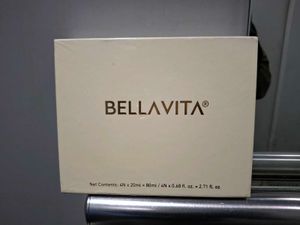 BELLAVITA®
Net Contents: 4N x 20ml = 80ml / 4N x 0.68 fl. oz. = 2.71 fl. oz.